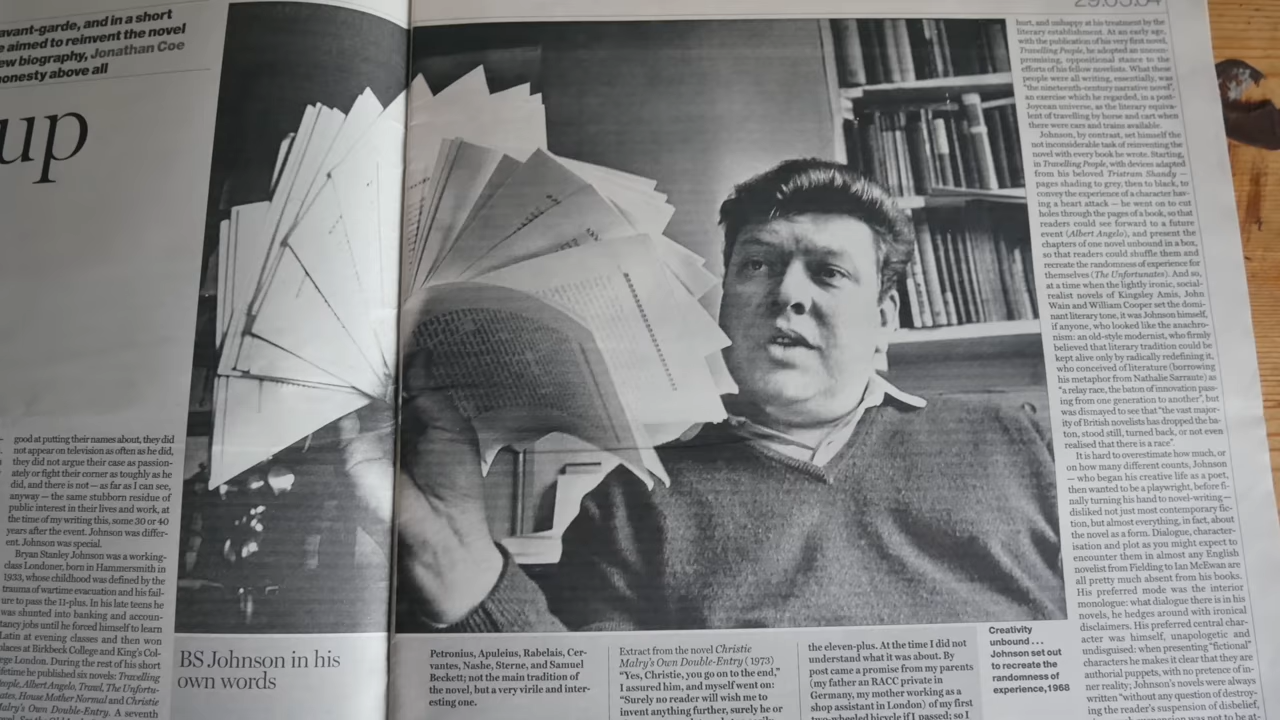 avant-garde, and in a short
e aimed to reinvent the novel
ew biography, Jonathan Coe
onesty above all
up
good at putting their names about, they did
not appear on television as often as he did,
they did not argue their case as passion-
ately or fight their corner as toughly as he
did, and there is not — as far as I can see,
anyway — the same stubborn residue of
public interest in their lives and work, at
the time of my writing this, some 30 or 40
years after the event. Johnson was differ-
ent. Johnson was special.
Bryan Stanley Johnson was a working-
class Londoner, born in Hammersmith in
1933, whose childhood was defined by the
trauma of wartime evacuation and his fail-
ure to pass the 11-plus. In his late teens he
was shunted into banking and accoun-
tancy jobs until he forced himself to learn
Latin at evening classes and then won
places at Birkbeck College and King's Col-
ege London. During the rest of his short
ifetime he published six novels: Travelling
eople, Albert Angelo, Trawl, The Unfortu-
ates, House Mother Normal and Christie
Malry's Own Double-Entry. A seventh
BS Johnson in his
own words
Petronius, Apuleius, Rabelais, Cer-
vantes, Nashe, Sterne, and Samuel
Beckett; not the main tradition of
the novel, but a very virile and inter-
esting one.
Extract from the novel Christie
Malry's Own Double-Entry (1973)
"Yes, Christie, you go on to the end,"
I assured him, and myself went on:
"Surely no reader will wish me to
invent anything further, surely he or
the eleven-plus. At the time I did not
understand what it was about. By
post came a promise from my parents
(my father an RACC private in
Germany, my mother working as a
shop assistant in London) of my first
two-wheeled bicycle if I passed; so I
Creativity
unbound ...
Johnson set out
to recreate the
randomness of
experience, 1968
hurt, and unhappy at his treatment by the
literary establishment. At an early age,
with the publication of his very first novel,
Travelling People, he adopted an uncom-
promising, oppositional stance to the
efforts of his fellow novelists. What these
people were all writing, essentially, was
"the nineteenth-century narrative novel",
an exercise which he regarded, in a post-
Joycean universe, as the literary equiva-
lent of travelling by horse and cart when
there were cars and trains available.
Johnson, by contrast, set himself the
not inconsiderable task of reinventing the
novel with every book he wrote. Starting,
in Travelling People, with devices adapted
from his beloved Tristram Shandy —
pages shading to grey, then to black, to
convey the experience of a character hav-
ing a heart attack — he went on to cut
holes through the pages of a book, so that
readers could see forward to a future
event (Albert Angelo), and present the
chapters of one novel unbound in a box,
so that readers could shuffle them and
recreate the randomness of experience for
themselves (The Unfortunates). And so,
at a time when the lightly ironic, social-
realist novels of Kingsley Amis, John
Wain and William Cooper set the domi-
nant literary tone, it was Johnson himself,
if anyone, who looked like the anachro-
nism: an old-style modernist, who firmly
believed that literary tradition could be
kept alive only by radically redefining it,
who conceived of literature (borrowing
his metaphor from Nathalie Sarraute) as
"a relay race, the baton of innovation pass-
ing from one generation to another", but
was dismayed to see that "the vast major-
ity of British novelists has dropped the ba-
ton, stood still, turned back, or not even
realised that there is a race".
It is hard to overestimate how much, or
on how many different counts, Johnson
— who began his creative life as a poet,
then wanted to be a playwright, before fi-
nally turning his hand to novel-writing —
disliked not just most contemporary fic-
tion, but almost everything, in fact, about
the novel as a form. Dialogue, character-
isation and plot as you might expect to
encounter them in almost any English
novelist from Fielding to Ian McEwan are
all pretty much absent from his books.
His preferred mode was the interior
monologue: what dialogue there is in his
novels, he hedges around with ironical
disclaimers. His preferred central char-
acter was himself, unapologetic and
undisguised: when presenting "fictional"
characters he makes it clear that they are
authorial puppets, with no pretence of in-
ner reality; Johnson's novels were always
written "without any question of destroy-
ing the reader's suspension of disbelief,